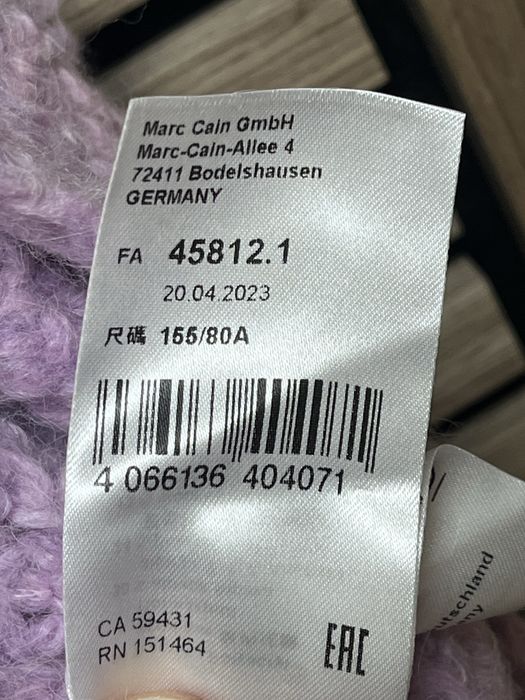 Marc Cain GmbH
Marc-Cain-Allee 4
72411 Bodelshausen
GERMANY
FA 45812.1
20.04.2023
尺碼 155/80A
4 066136 404071
CA 59431
RN 151464
EAC